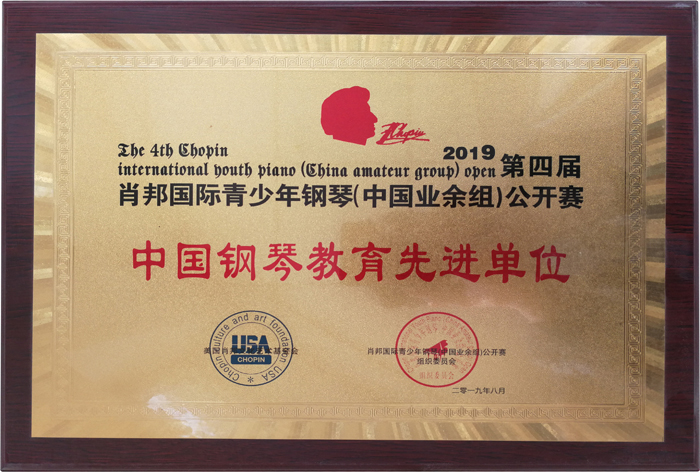 Chopin
The 4th Chopin
international youth piano (China amateur group) open
2019 第四届
肖邦国际青少年钢琴(中国业余组)公开赛
中国钢琴教育先进单位
Chopin culture and art foundation USA
USA
CHOPIN
肖邦国际青少年钢琴(中国业余组)公开赛
组织委员会
二零一九年八月